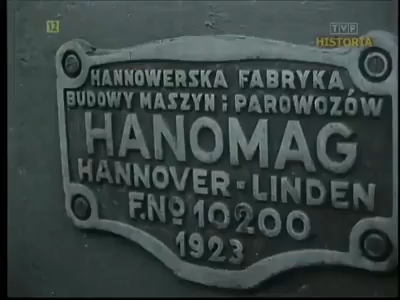 12
TVP
HISTORIA
HANNOWERSKA FABRYKA
BUDOWY MASZYN i PAROWOZÓW
HANOMAG
HANNOVER-LINDEN
F.No 10200
1923